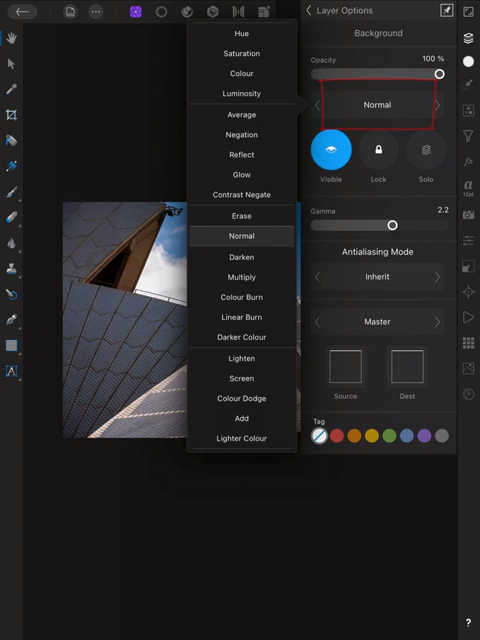 Hue
Saturation
Colour
Luminosity
Average
Negation
Reflect
Glow
Contrast Negate
Erase
Normal
Darken
Multiply
Colour Burn
Linear Burn
Darker Colour
Lighten
Screen
Colour Dodge
Add
Lighter Colour
Layer Options
Background
Opacity
100 %
Normal
Visible
Lock
Solo
Gamma
2.2
Antialiasing Mode
Inherit
Master
Source
Dest
Tag
fx
a
12pt
A
?